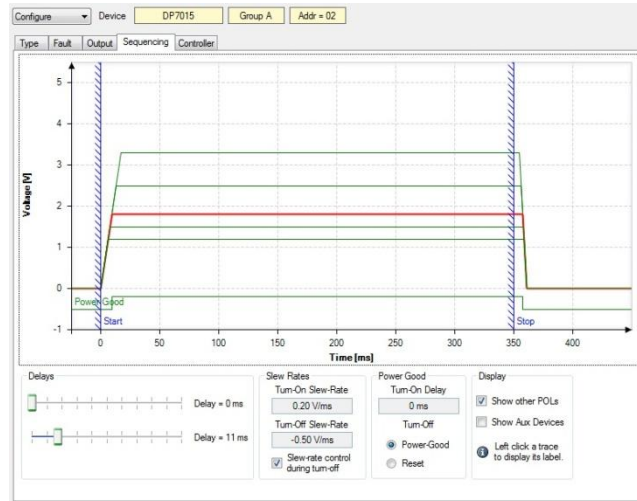 Configure Device DP7015 Group A Addr = 02
Type Fault Output Sequencing Controller
5
4
3
2
1
0
-1
Voltage [V]
Power-Good
Start
Stop
0 50 100 150 200 250 300 350 400
Time [ms]
Delays
Delay = 0 ms
Delay = 11 ms
Slew Rates
Turn-On Slew-Rate
0.20 V/ms
Turn-Off Slew-Rate
-0.50 V/ms
Slew-rate control
during turn-off
Power Good
Turn-On Delay
0 ms
Turn-Off
Power-Good
Reset
Display
Show other POLs
Show Aux Devices
Left click a trace
to display its label.